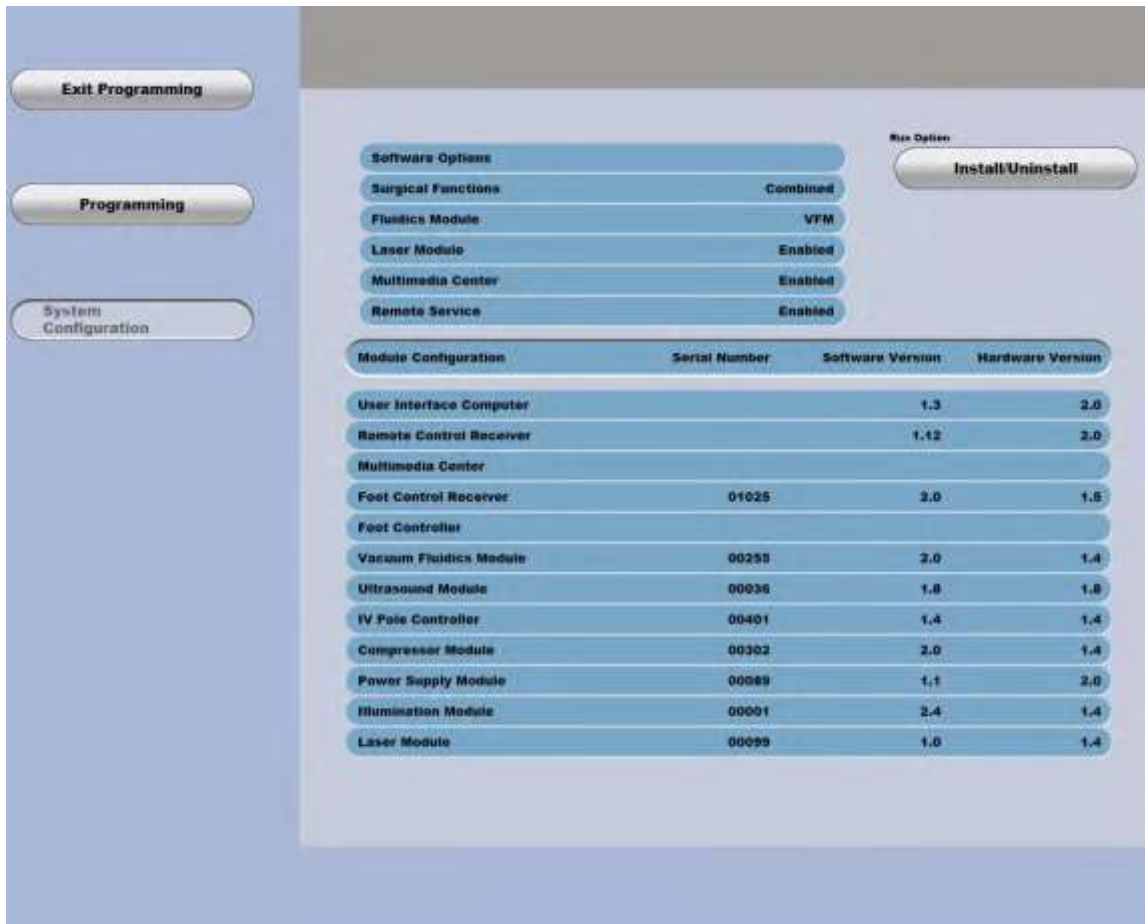 Exit Programming
Programming
System
Configuration
Run Option
Install/Uninstall
Software Options
Surgical Functions Combined
Fluidics Module VFM
Laser Module Enabled
Multimedia Center Enabled
Remote Service Enabled
Module Configuration Serial Number Software Version Hardware Version
User Interface Computer 1.3 2.0
Remote Control Receiver 1.12 2.0
Multimedia Center
Foot Control Receiver 01025 2.0 1.5
Foot Controller
Vacuum Fluidics Module 00255 2.0 1.4
Ultrasound Module 00036 1.8 1.8
IV Pole Controller 00401 1.4 1.4
Compressor Module 00302 2.0 1.4
Power Supply Module 00089 1.1 2.0
Illumination Module 00001 2.4 1.4
Laser Module 00099 1.0 1.4